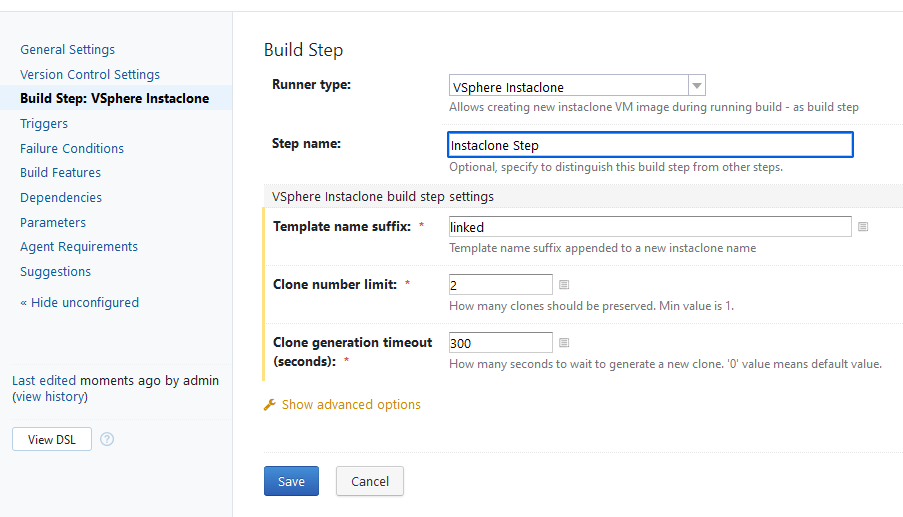 General Settings
Version Control Settings
Build Step: VSphere Instaclone
Triggers
Failure Conditions
Build Features
Dependencies
Parameters
Agent Requirements
Suggestions
« Hide unconfigured
Last edited moments ago by admin
(view history)
View DSL
?
Build Step
Runner type:
VSphere Instaclone
Allows creating new instaclone VM image during running build - as build step
Step name:
Instaclone Step
Optional, specify to distinguish this build step from other steps.
VSphere Instaclone build step settings
Template name suffix: *
linked
Template name suffix appended to a new instaclone name
Clone number limit: *
2
How many clones should be preserved. Min value is 1.
Clone generation timeout
(seconds): *
300
How many seconds to wait to generate a new clone. '0' value means default value.
Show advanced options
Save
Cancel